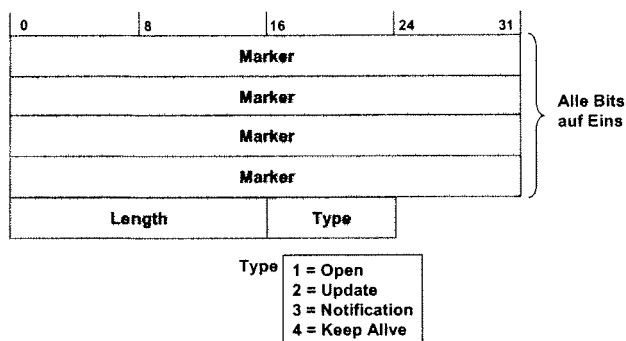 0 8 16 24 31
Marker
Marker
Marker
Marker
Alle Bits
auf Eins
Length Type
Type
1 = Open
2 = Update
3 = Notification
4 = Keep Alive